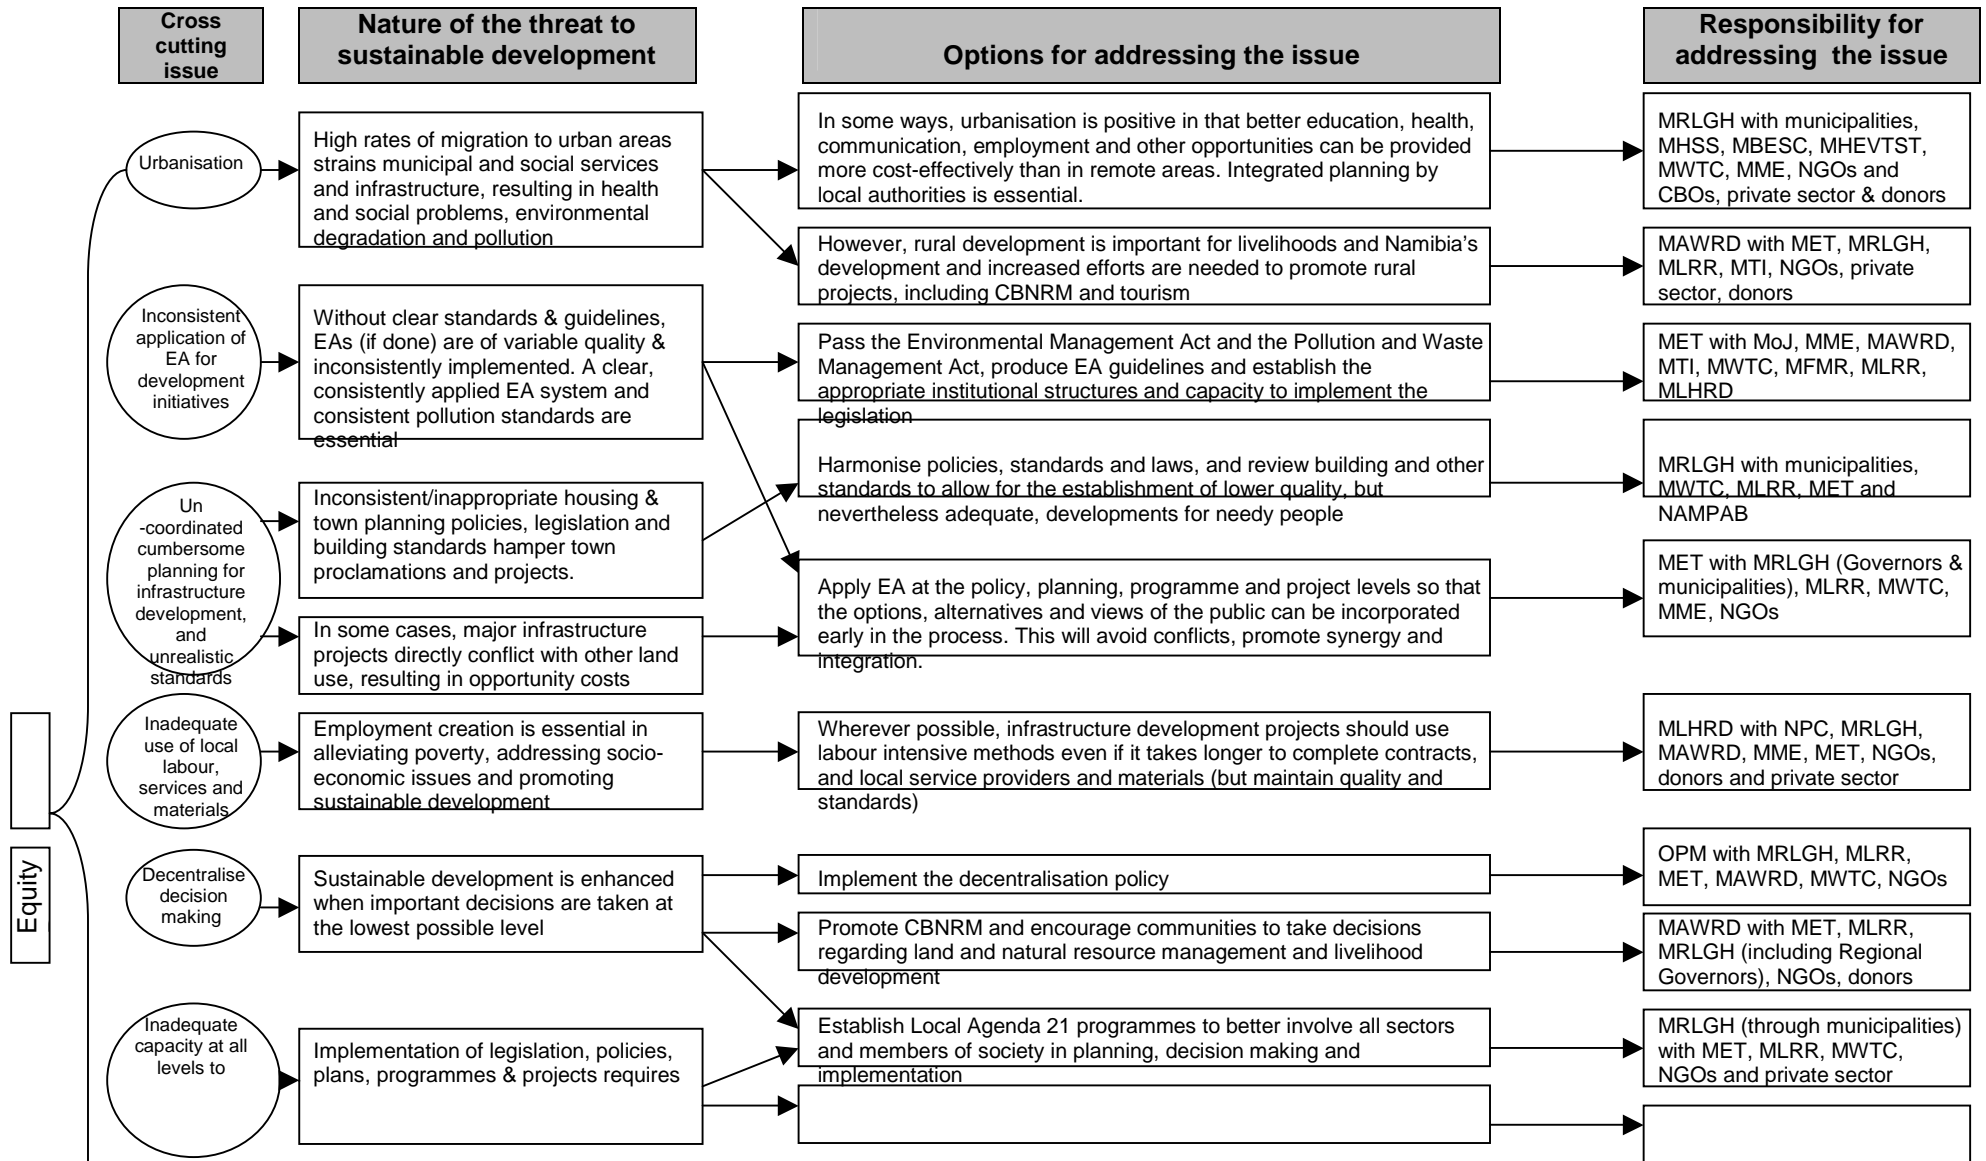 Cross
cutting
issue
Nature of the threat to
sustainable development
Options for addressing the issue
Responsibility for
addressing the issue
Urbanisation
High rates of migration to urban areas
strains municipal and social services
and infrastructure, resulting in health
and social problems, environmental
degradation and pollution
In some ways, urbanisation is positive in that better education, health,
communication, employment and other opportunities can be provided
more cost-effectively than in remote areas. Integrated planning by
local authorities is essential.
MRLGH with municipalities,
MHSS, MBESC, MHEVTST,
MWTC, MME, NGOs and
CBOs, private sector & donors
However, rural development is important for livelihoods and Namibia's
development and increased efforts are needed to promote rural
projects, including CBNRM and tourism
MAWRD with MET, MRLGH,
MLRR, MTI, NGOs, private
sector, donors
Inconsistent
application of
EA for
development
initiatives
Without clear standards & guidelines,
EAs (if done) are of variable quality &
inconsistently implemented. A clear,
consistently applied EA system and
consistent pollution standards are
essential
Pass the Environmental Management Act and the Pollution and Waste
Management Act, produce EA guidelines and establish the
appropriate institutional structures and capacity to implement the
legislation
MET with MoJ, MME, MAWRD,
MTI, MWTC, MFMR, MLRR,
MLHRD
Un
-coordinated
cumbersome
planning for
infrastructure
development,
and
unrealistic
standards
Inconsistent/inappropriate housing &
town planning policies, legislation and
building standards hamper town
proclamations and projects.
Harmonise policies, standards and laws, and review building and other
standards to allow for the establishment of lower quality, but
nevertheless adequate, developments for needy people
MRLGH with municipalities,
MWTC, MLRR, MET and
NAMPAB
In some cases, major infrastructure
projects directly conflict with other land
use, resulting in opportunity costs
Apply EA at the policy, planning, programme and project levels so that
the options, alternatives and views of the public can be incorporated
early in the process. This will avoid conflicts, promote synergy and
integration.
MET with MRLGH (Governors &
municipalities), MLRR, MWTC,
MME, NGOs
Inadequate
use of local
labour,
services and
materials
Employment creation is essential in
alleviating poverty, addressing socio-
economic issues and promoting
sustainable development
Wherever possible, infrastructure development projects should use
labour intensive methods even if it takes longer to complete contracts,
and local service providers and materials (but maintain quality and
standards)
MLHRD with NPC, MRLGH,
MAWRD, MME, MET, NGOs,
donors and private sector
Equity
Decentralise
decision
making
Sustainable development is enhanced
when important decisions are taken at
the lowest possible level
Implement the decentralisation policy
OPM with MRLGH, MLRR,
MET, MAWRD, MWTC, NGOs
Promote CBNRM and encourage communities to take decisions
regarding land and natural resource management and livelihood
development
MAWRD with MET, MLRR,
MRLGH (including Regional
Governors), NGOs, donors
Inadequate
capacity at all
levels to
Implementation of legislation, policies,
plans, programmes & projects requires
Establish Local Agenda 21 programmes to better involve all sectors
and members of society in planning, decision making and
implementation
MRLGH (through municipalities)
with MET, MLRR, MWTC,
NGOs and private sector